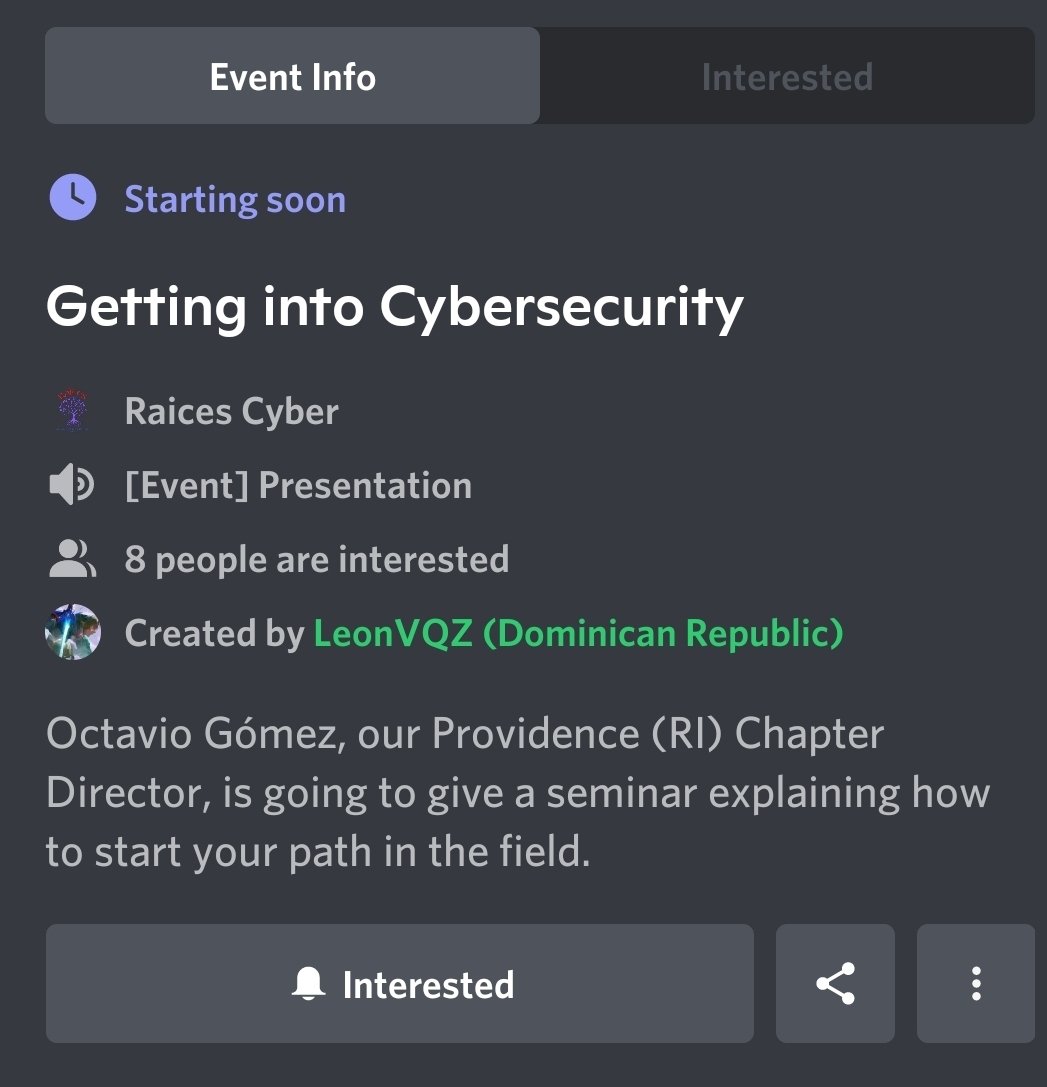 Event Info
Interested
Starting soon
Getting into Cybersecurity
Raices Cyber
[Event] Presentation
8 people are interested
Created by LeonVQZ (Dominican Republic)
Octavio Gómez, our Providence (RI) Chapter
Director, is going to give a seminar explaining how
to start your path in the field.
Interested